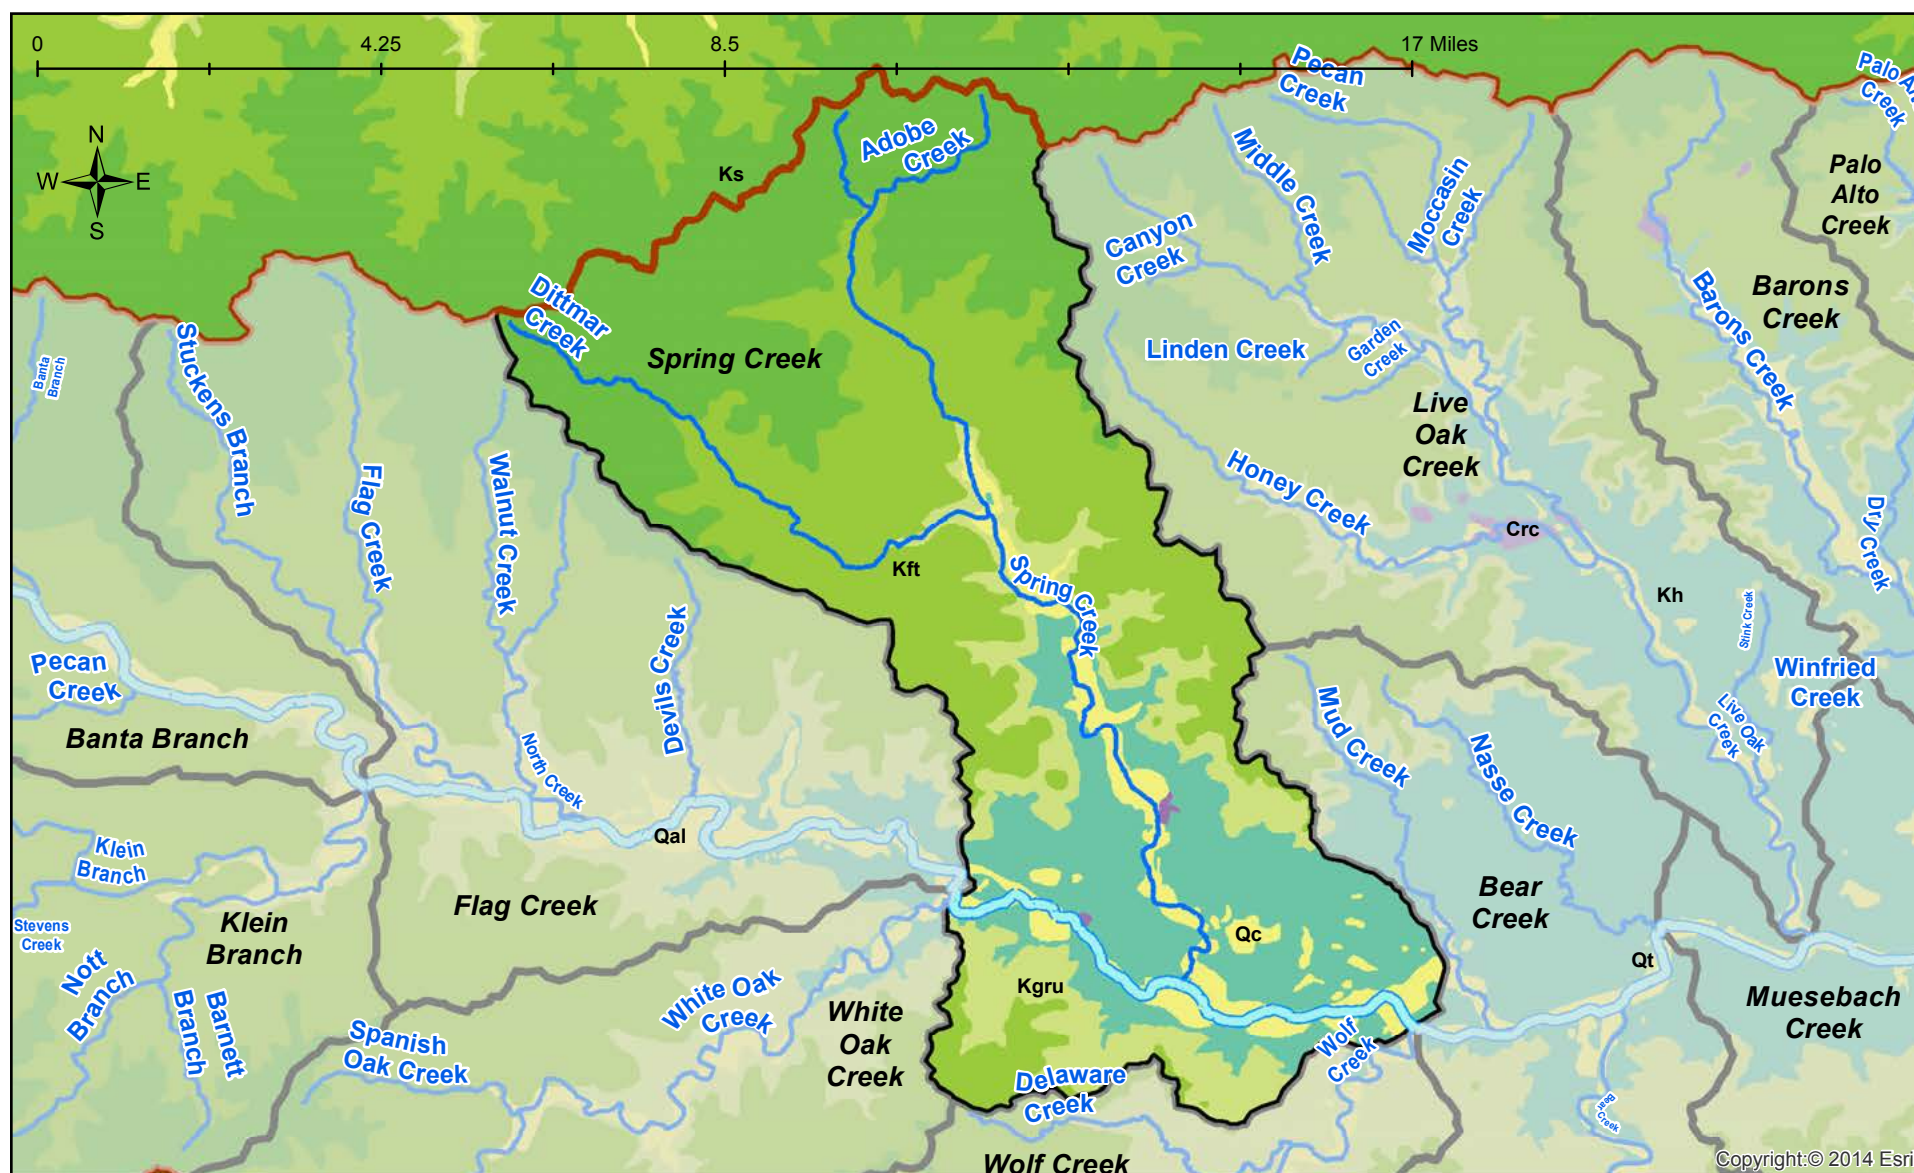 0
4.25
8.5
17 Miles
N
W
E
S
Ks
Adobe
Creek
Pecan
Creek
Palo Al
Creek
Middle Creek
Moccasin
Creek
Palo
Alto
Creek
Canyon
Creek
Barons
Creek
Barons Creek
Dittmar
Creek
Spring Creek
Linden Creek
Garden
Creek
Live
Oak
Creek
Banta
Branch
Stuckens Branch
Flag Creek
Walnut Creek
Honey Creek
Crc
Dry Creek
Kft
Spring Creek
Kh
Stink Creek
Pecan
Creek
Devils Creek
Winfried
Creek
Banta Branch
North Creek
Mud Creek
Nasse Creek
Live Oak
Creek
Qal
Klein
Branch
Flag Creek
Klein
Branch
Stevens
Creek
Nott
Branch
Barnett
Branch
Bear
Creek
Qc
Qt
Kgru
White Oak
Creek
White
Oak
Creek
Muesebach
Creek
Spanish
Oak Creek
Wolf
Creek
Delaware
Creek
Bear
Creek
Wolf Creek
Copyright:© 2014 Esri